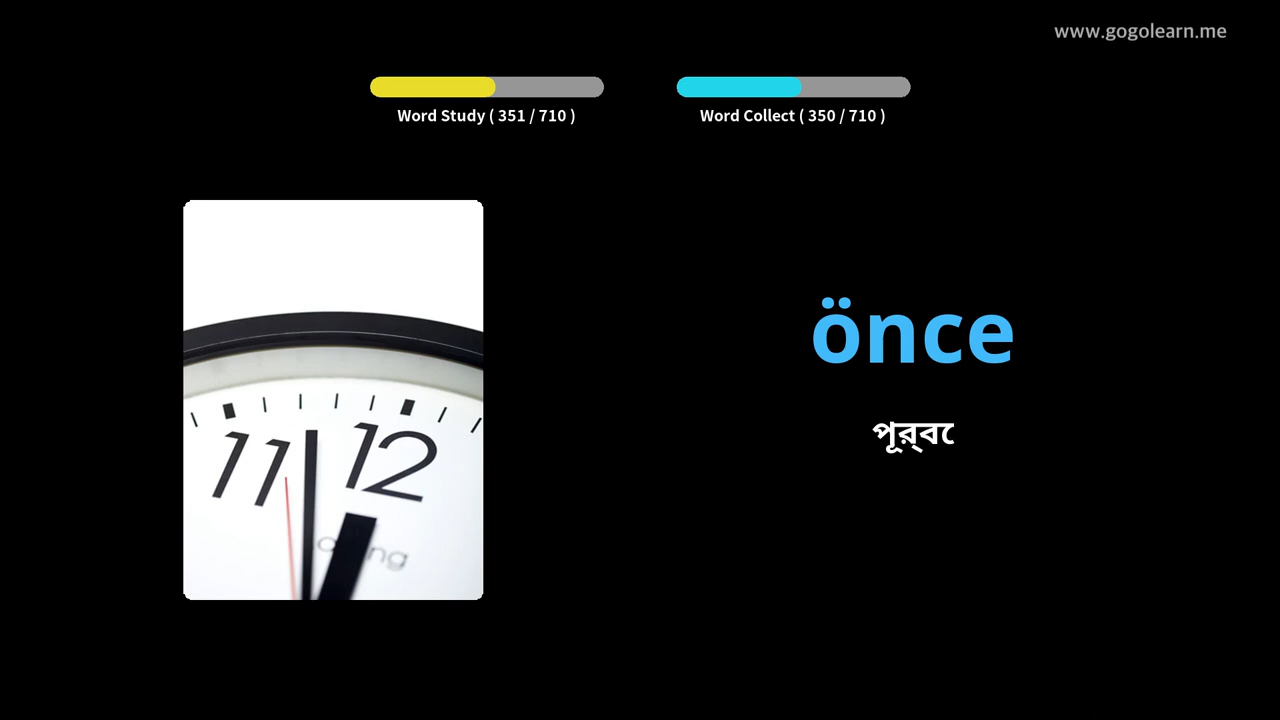 www.gogolearn.me
Word Study ( 351 / 710 )
Word Collect ( 350 / 710 )
11
12
önce
পূর্বে